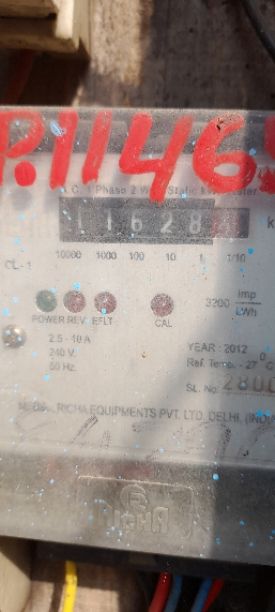 P.11465
A.C. 1 Phase 2 Wire Static
11628
10000 1000 100 10 1 1/10
CL-1
3200 imp/kWh
POWER REV EFLT CAL
2.5 - 10 A
240 V.
50 Hz.
YEAR : 2012
Ref. Temp. - 27°C
SL. No. 2800
RICHA EQUIPMENTS PVT. LTD. DELHI,